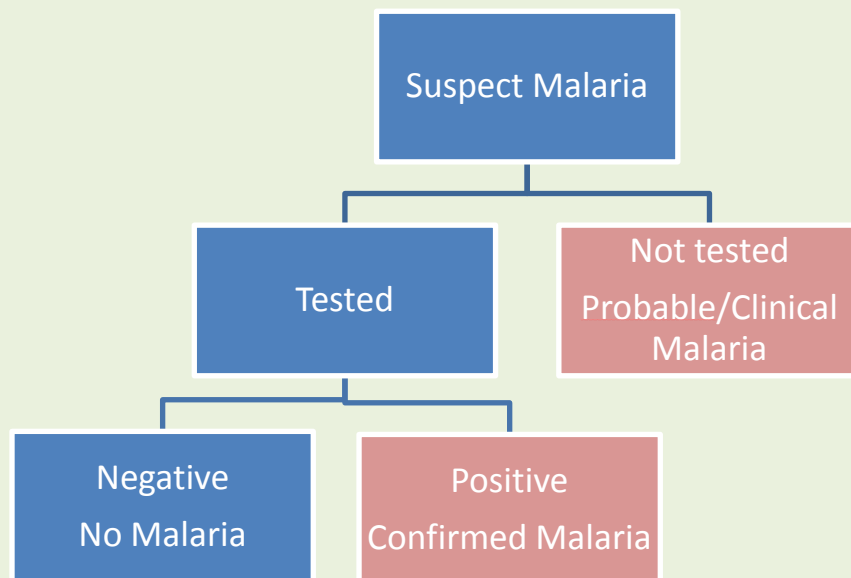 Suspect Malaria
Tested
Not tested
Probable/Clinical
Malaria
Negative
No Malaria
Positive
Confirmed Malaria